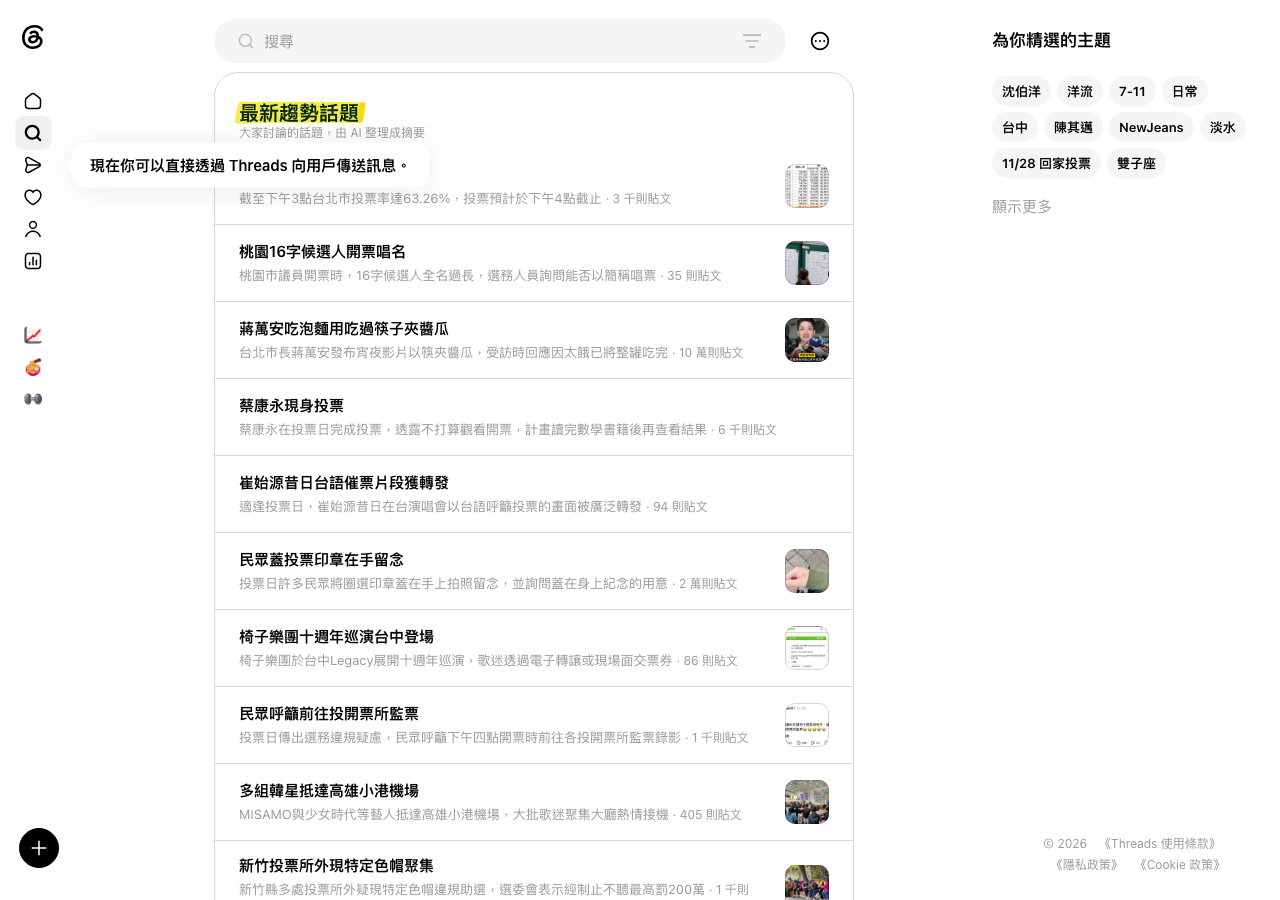 搜尋
最新趨勢話題
大家討論的話題，由 AI 整理成摘要
現在你可以直接透過 Threads 向用戶傳送訊息。
截至下午3點台北市投票率達63.26%，投票預計於下午4點截止 · 3 千則貼文
桃園16字候選人開票唱名
桃園市議員開票時，16字候選人全名過長，選務人員詢問能否以簡稱唱票 · 35 則貼文
蔣萬安吃泡麵用吃過筷子夾醬瓜
台北市長蔣萬安發布宵夜影片以筷夾醬瓜，受訪時回應因太餓已將整罐吃完 · 10 萬則貼文
蔡康永現身投票
蔡康永在投票日完成投票，透露不打算觀看開票，計畫讀完數學書籍後再查看結果 · 6 千則貼文
崔始源昔日台語催票片段獲轉發
適逢投票日，崔始源昔日在台演唱會以台語呼籲投票的畫面被廣泛轉發 · 94 則貼文
民眾蓋投票印章在手留念
投票日許多民眾將圈選印章蓋在手上拍照留念，並詢問蓋在身上紀念的用意 · 2 萬則貼文
椅子樂團十週年巡演台中登場
椅子樂團於台中Legacy展開十週年巡演，歌迷透過電子轉讓或現場面交票券 · 86 則貼文
民眾呼籲前往投開票所監票
投票日傳出選務違規疑慮，民眾呼籲下午四點開票時前往各投開票所監票錄影 · 1 千則貼文
多組韓星抵達高雄小港機場
MISAMO與少女時代等藝人抵達高雄小港機場，大批歌迷聚集大廳熱情接機 · 405 則貼文
新竹投票所外現特定色帽聚集
新竹縣多處投票所外疑現特定色帽違規助選，選委會表示經制止不聽最高罰200萬 · 1 千則
為你精選的主題
沈伯洋 洋流 7-11 日常
台中 陳其邁 NewJeans 淡水
11/28 回家投票 雙子座
顯示更多
© 2026 《Threads 使用條款》
《隱私政策》 《Cookie 政策》